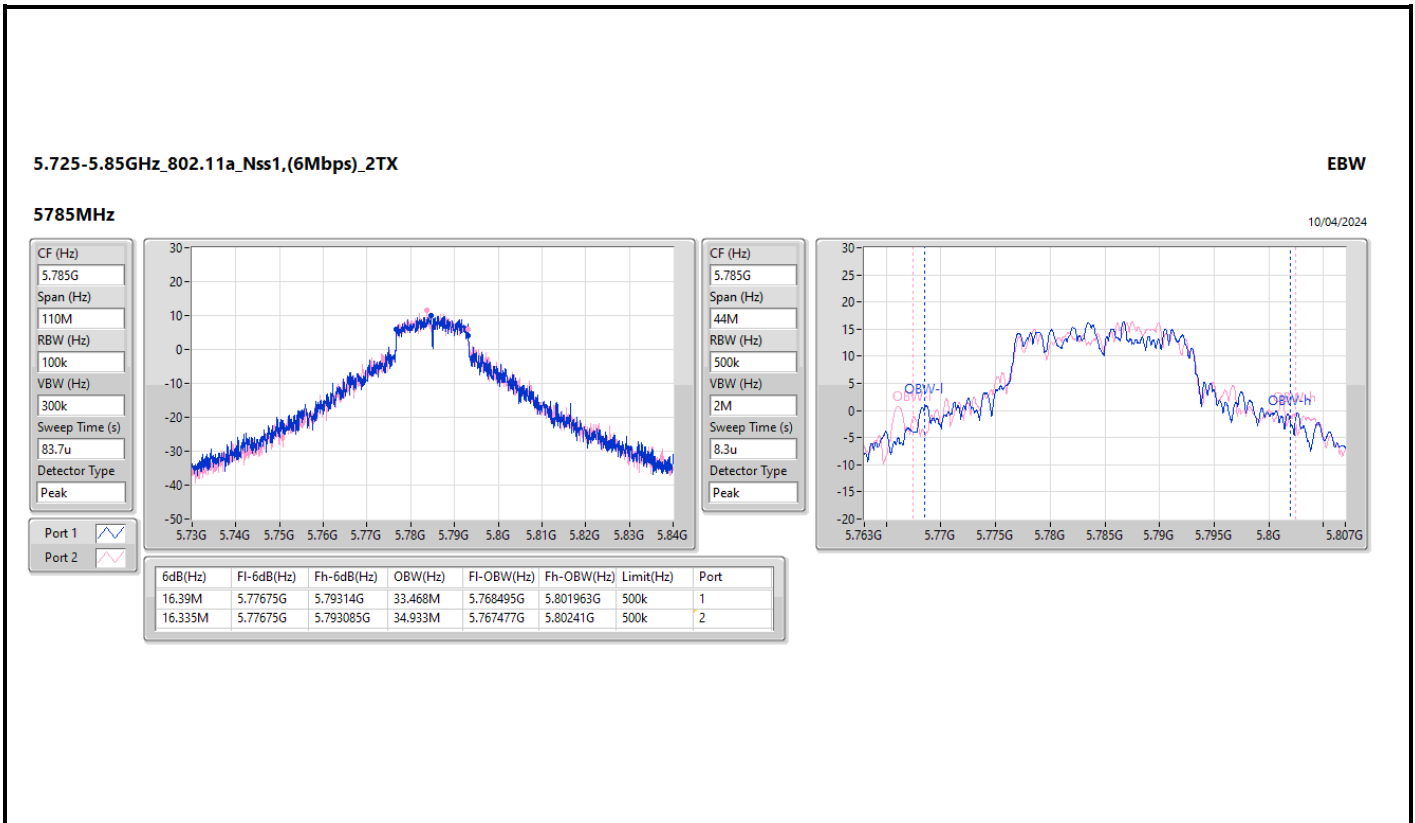 5.725-5.85GHz_802.11a_Nss1,(6Mbps)_2TX
EBW
5785MHz
10/04/2024
CF (Hz)
5.785G
Span (Hz)
110M
RBW (Hz)
100k
VBW (Hz)
300k
Sweep Time (s)
83.7u
Detector Type
Peak
Port 1
Port 2
30
20
10
0
-10
-20
-30
-40
-50
5.73G 5.74G 5.75G 5.76G 5.77G 5.78G 5.79G 5.8G 5.81G 5.82G 5.83G 5.84G
CF (Hz)
5.785G
Span (Hz)
44M
RBW (Hz)
500k
VBW (Hz)
2M
Sweep Time (s)
8.3u
Detector Type
Peak
30
25
20
15
10
5
0
-5
-10
-15
-20
OBW-l
OBW-h
5.763G 5.77G 5.775G 5.78G 5.785G 5.79G 5.795G 5.8G 5.807G
6dB(Hz) Fl-6dB(Hz) Fh-6dB(Hz) OBW(Hz) Fl-OBW(Hz) Fh-OBW(Hz) Limit(Hz) Port
16.39M 5.77675G 5.79314G 33.468M 5.768495G 5.801963G 500k 1
16.335M 5.77675G 5.793085G 34.933M 5.767477G 5.80241G 500k 2